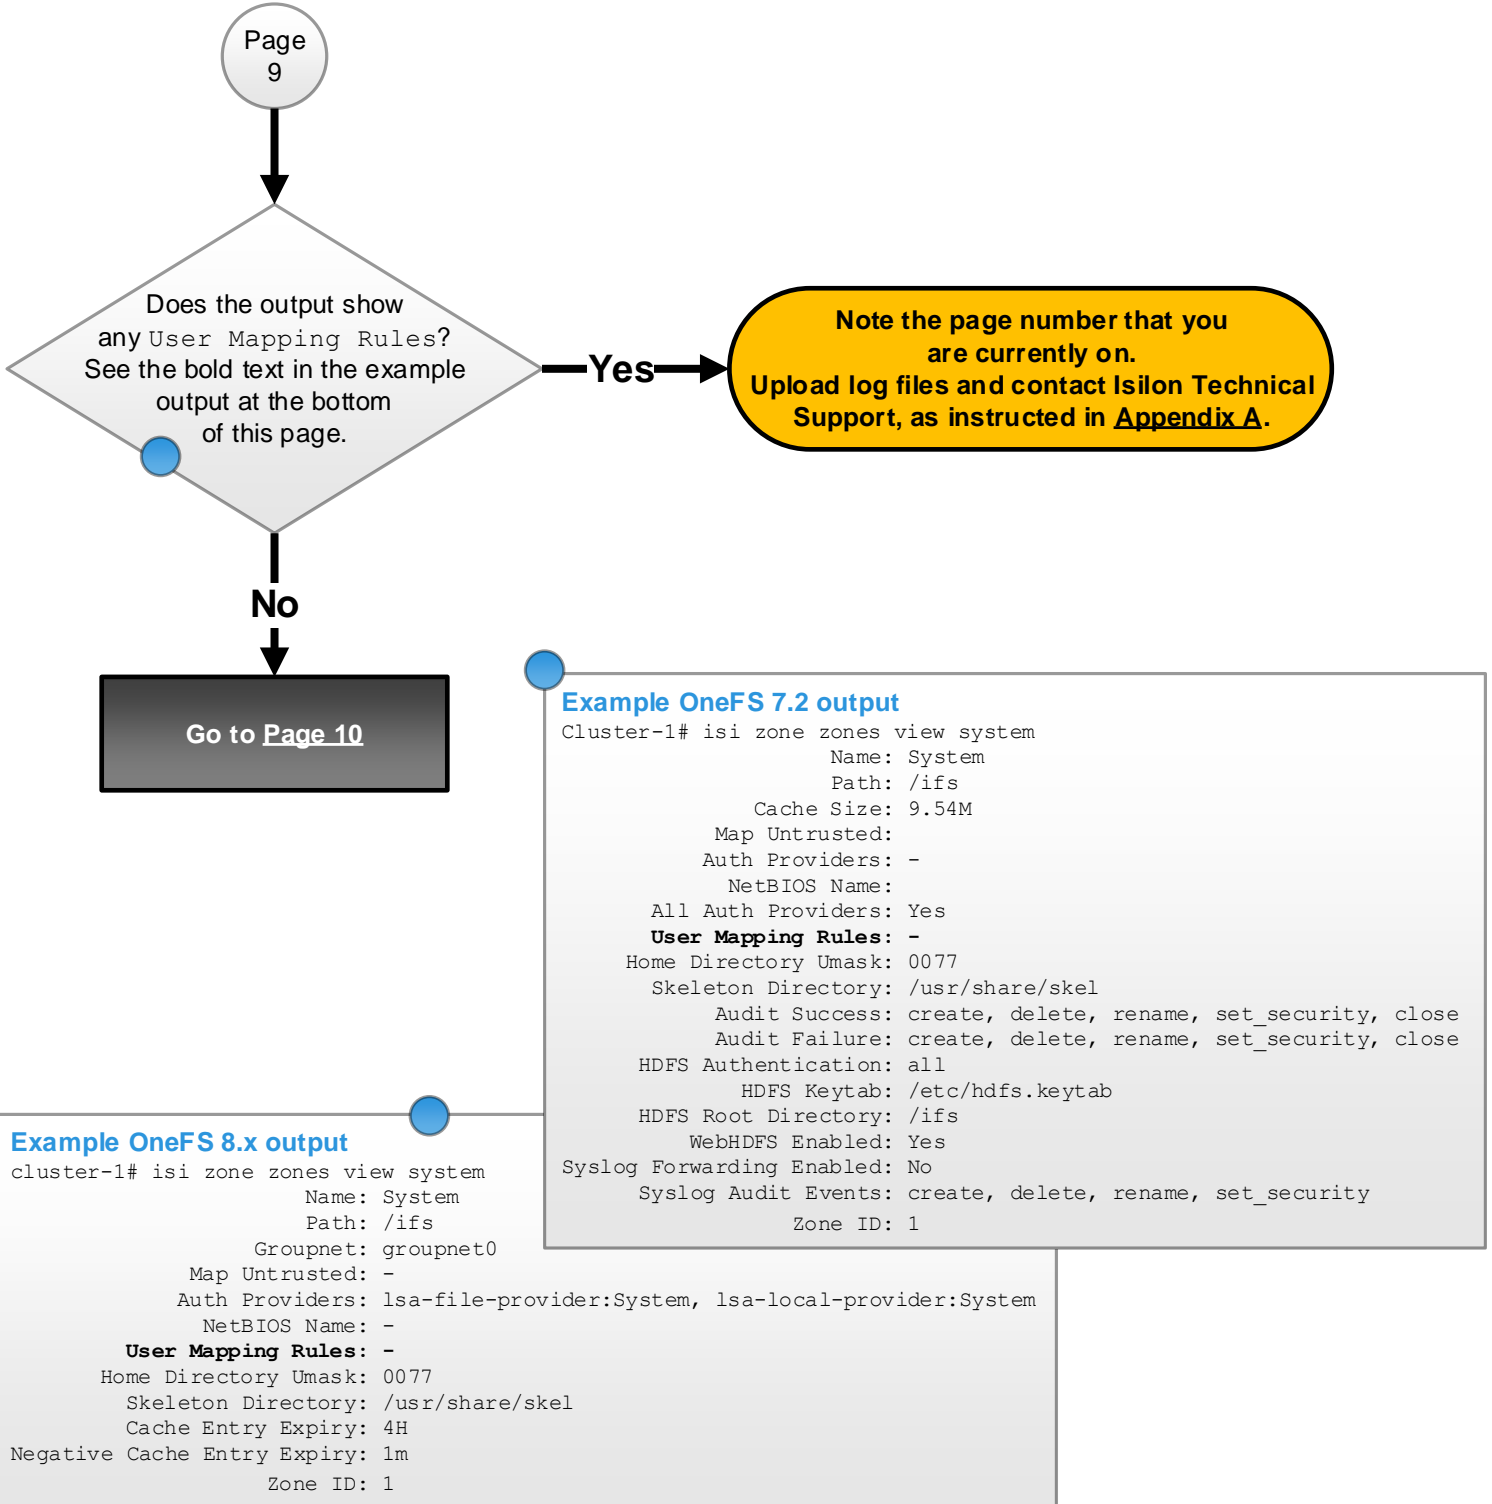 Page
9
Does the output show
any User Mapping Rules?
See the bold text in the example
output at the bottom
of this page.
Yes
Note the page number that you
are currently on.
Upload log files and contact Isilon Technical
Support, as instructed in Appendix A.
No
Go to Page 10
Example OneFS 7.2 output
Cluster-1# isi zone zones view system
Name: System
Path: /ifs
Cache Size: 9.54M
Map Untrusted:
Auth Providers: -
NetBIOS Name:
All Auth Providers: Yes
User Mapping Rules: -
Home Directory Umask: 0077
Skeleton Directory: /usr/share/skel
Audit Success: create, delete, rename, set_security, close
Audit Failure: create, delete, rename, set_security, close
HDFS Authentication: all
HDFS Keytab: /etc/hdfs.keytab
HDFS Root Directory: /ifs
WebHDFS Enabled: Yes
Syslog Forwarding Enabled: No
Syslog Audit Events: create, delete, rename, set_security
Zone ID: 1
Example OneFS 8.x output
cluster-1# isi zone zones view system
Name: System
Path: /ifs
Groupnet: groupnet0
Map Untrusted: -
Auth Providers: lsa-file-provider:System, lsa-local-provider:System
NetBIOS Name: -
User Mapping Rules: -
Home Directory Umask: 0077
Skeleton Directory: /usr/share/skel
Cache Entry Expiry: 4H
Negative Cache Entry Expiry: 1m
Zone ID: 1